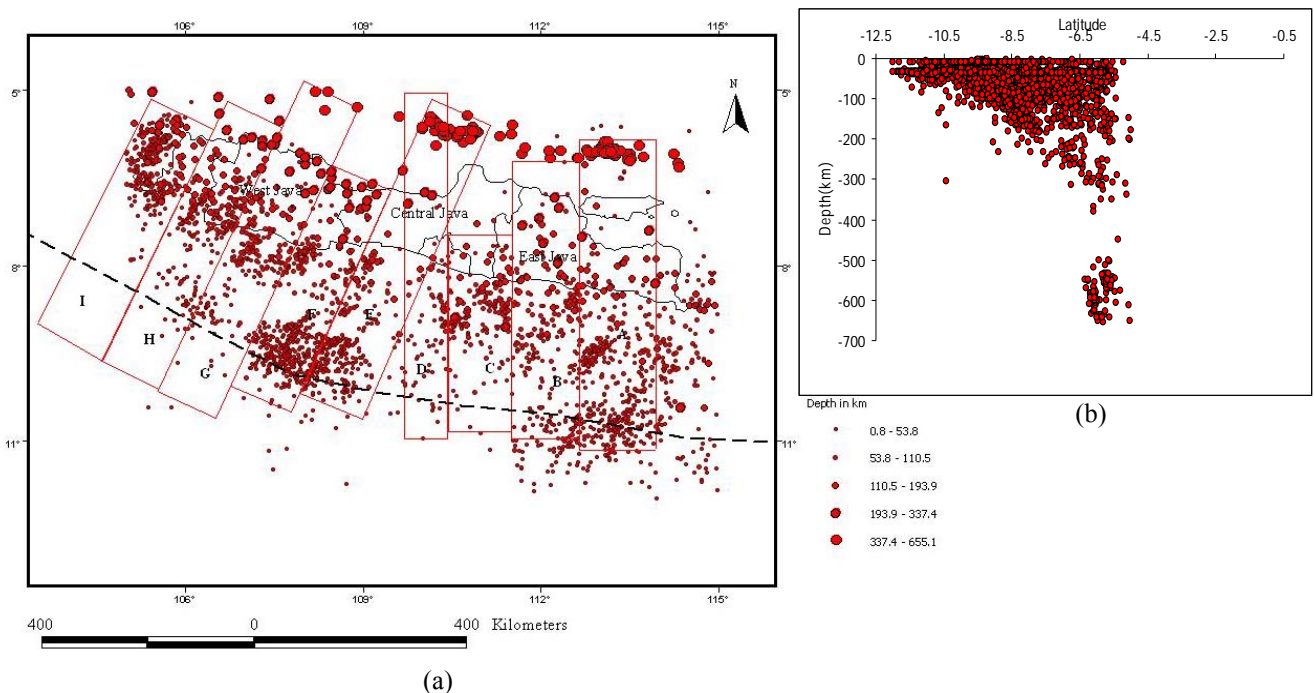 106° 109° 112° 115°
5° 5°
8° 8°
11° 11°
N
West Java
Central Java
East Java
I H G F E D C B A
106° 109° 112° 115°
400 0 400 Kilometers
(a)
Latitude
-12.5 -10.5 -8.5 -6.5 -4.5 -2.5 -0.5
Depth(km)
0
-100
-200
-300
-400
-500
-600
-700
Depth in km
0.8 - 53.8
53.8 - 110.5
110.5 - 193.9
193.9 - 337.4
337.4 - 655.1
(b)